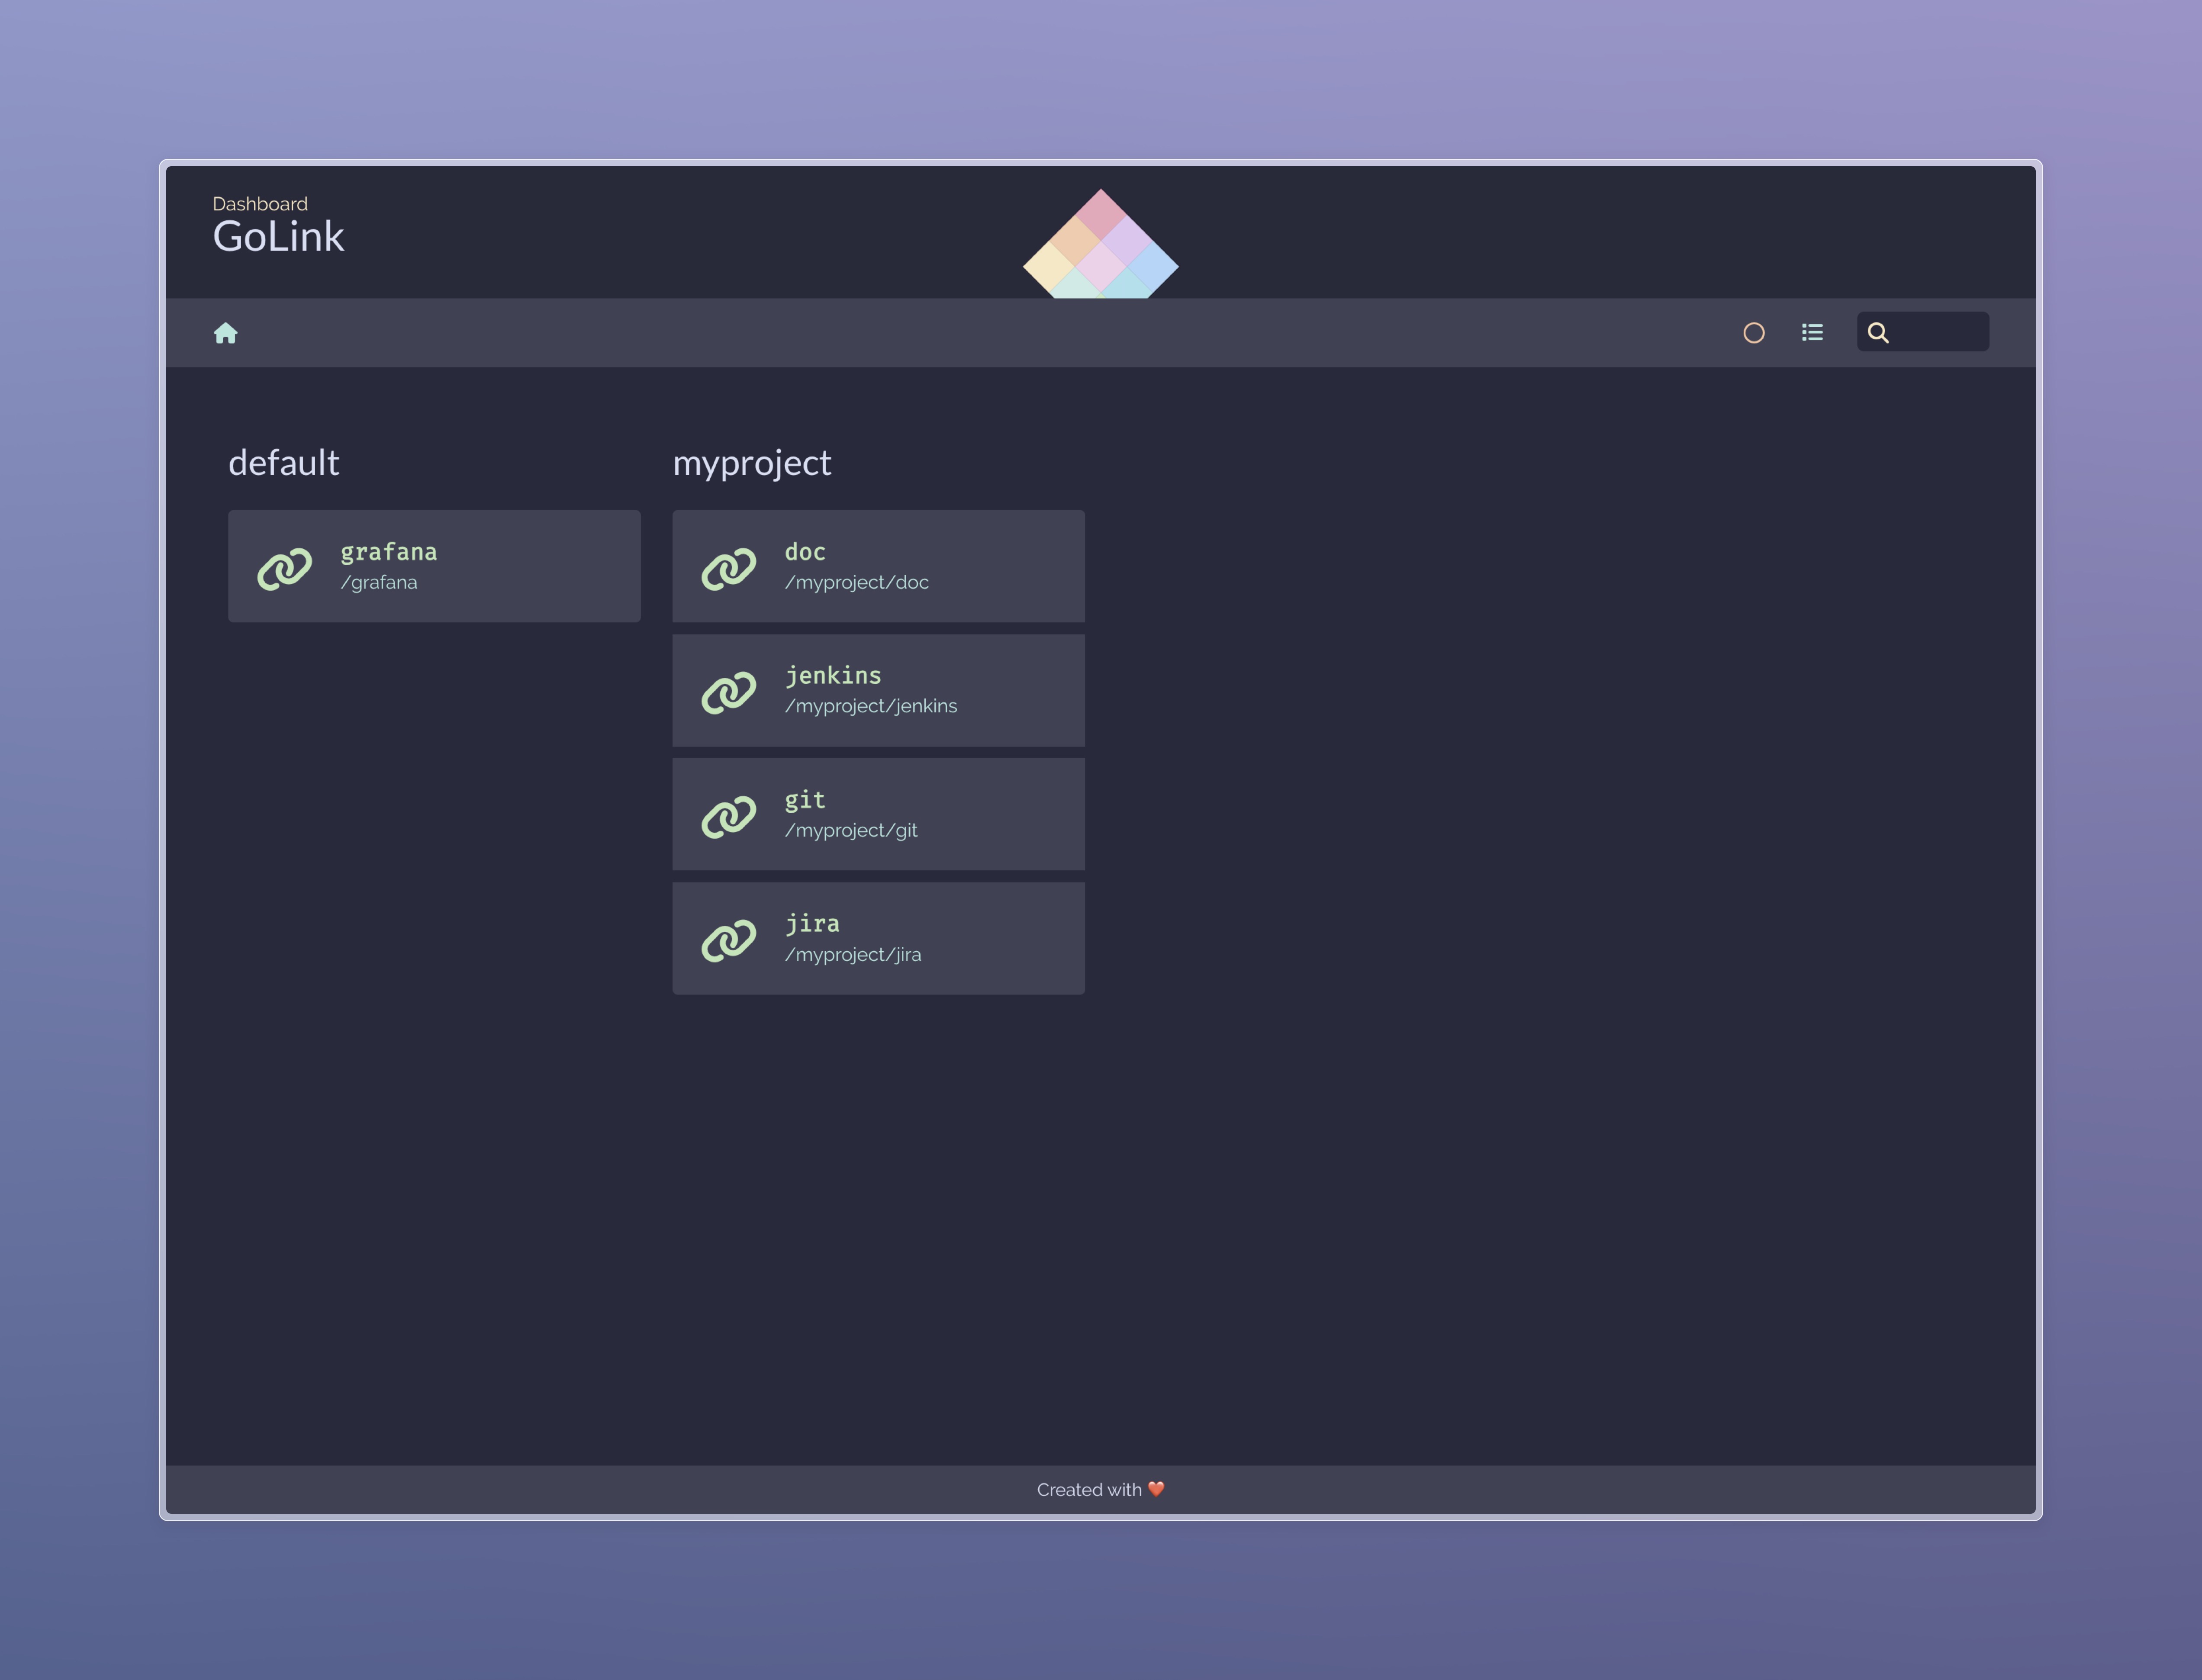 Dashboard
GoLink
default
grafana
/grafana
myproject
doc
/myproject/doc
jenkins
/myproject/jenkins
git
/myproject/git
jira
/myproject/jira
Created with ❤️